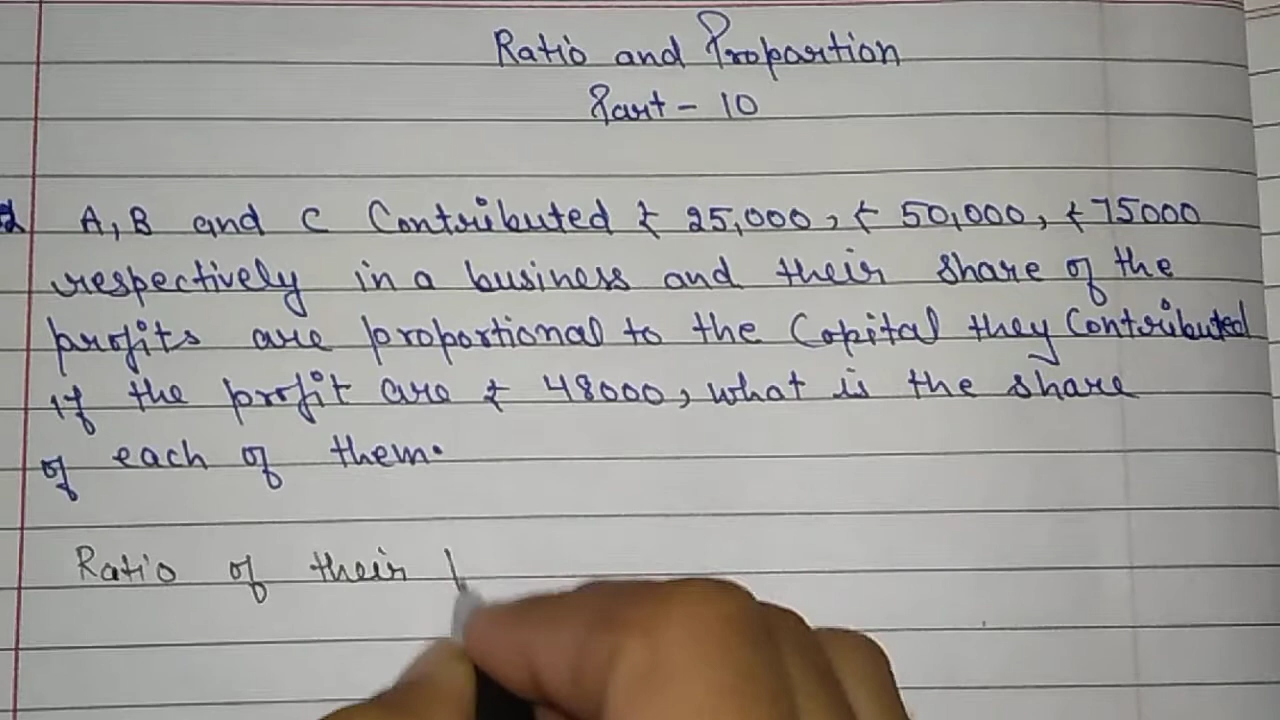 Ratio and Proportion
Part - 10
A, B and C Contributed ₹ 25,000, ₹ 50,000, ₹ 75000
respectively in a business and their share of the
profits are proportional to the Capital they Contributed
If the profit are ₹ 48000, what is the share
of each of them.
Ratio of their